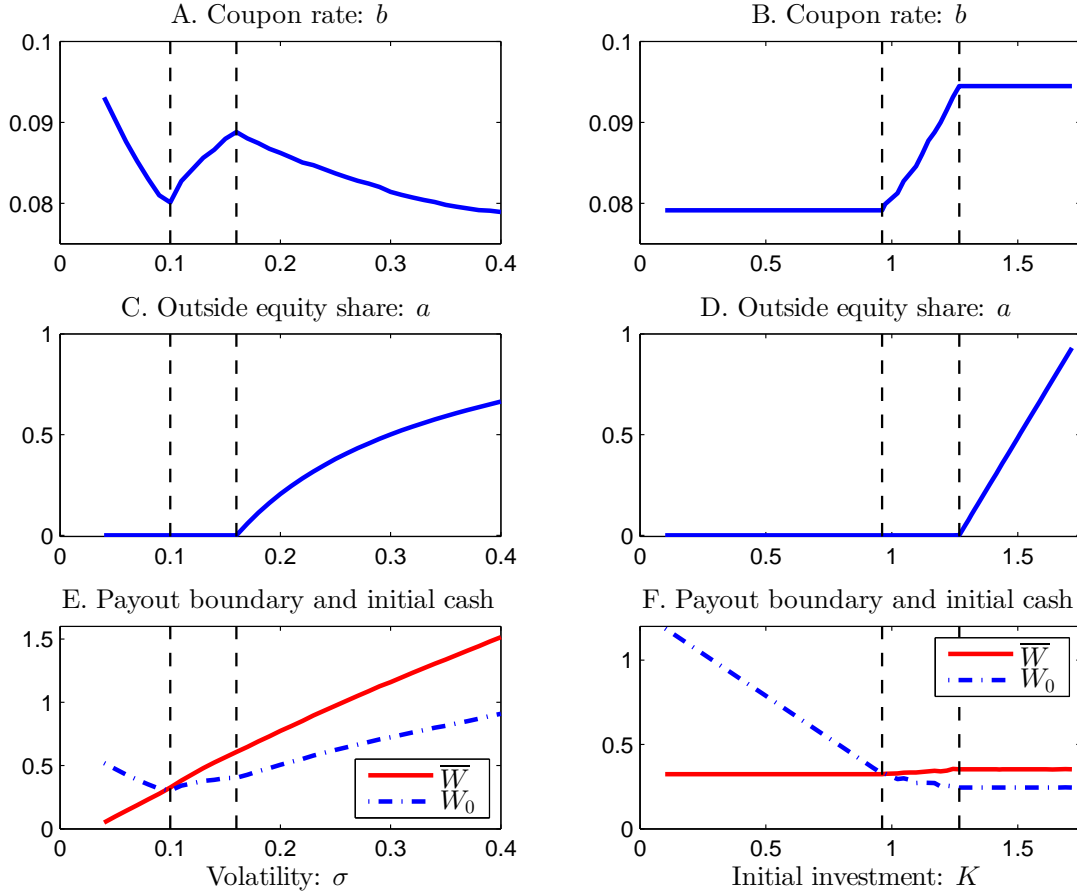 A. Coupon rate: b
0.1
0.09
0.08
0 0.1 0.2 0.3 0.4
B. Coupon rate: b
0.1
0.09
0.08
0 0.5 1 1.5
C. Outside equity share: a
1
0.5
0
0 0.1 0.2 0.3 0.4
D. Outside equity share: a
1
0.5
0
0 0.5 1 1.5
E. Payout boundary and initial cash
1.5
1
0.5
0
W̅
W₀
0 0.1 0.2 0.3 0.4
Volatility: σ
F. Payout boundary and initial cash
1
0.5
0
W̅
W₀
0 0.5 1 1.5
Initial investment: K